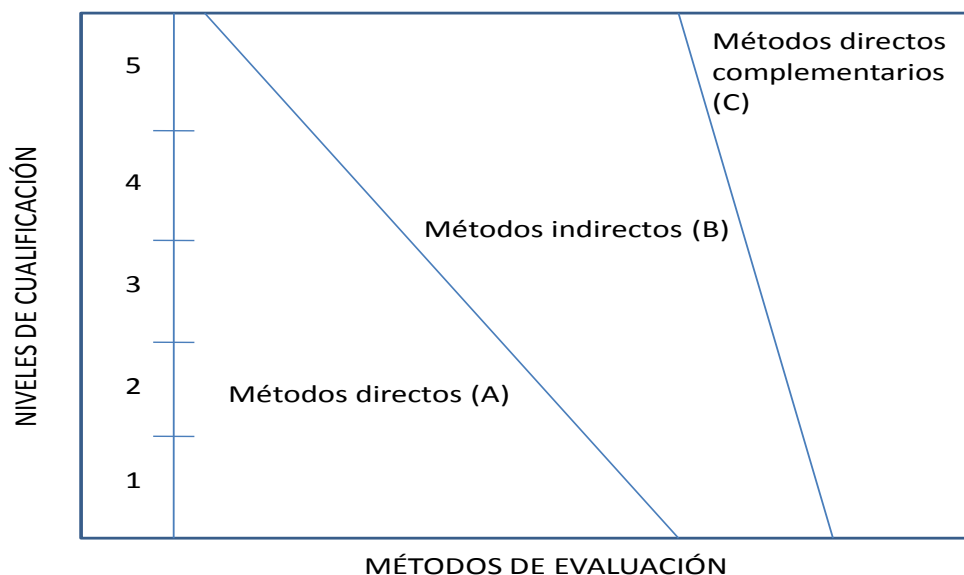 Métodos directos
complementarios
(C)
5
4
Métodos indirectos (B)
3
2
Métodos directos (A)
1
NIVELES DE CUALIFICACIÓN
MÉTODOS DE EVALUACIÓN